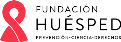 FUNDACIÓN
HUÉSPED
PREVENCIÓN+CIENCIA+DERECHOS